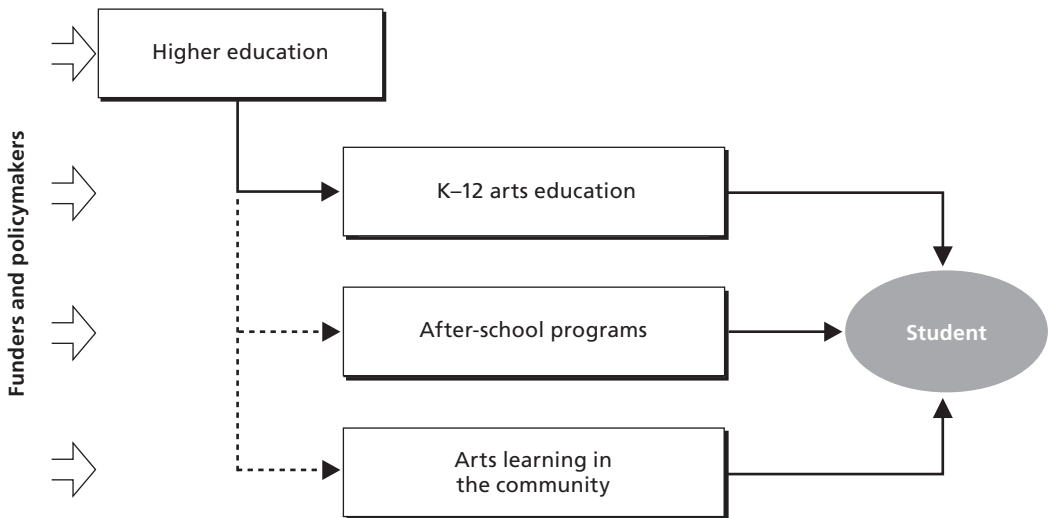 Higher education
Funders and policymakers
K–12 arts education
After-school programs
Student
Arts learning in
the community